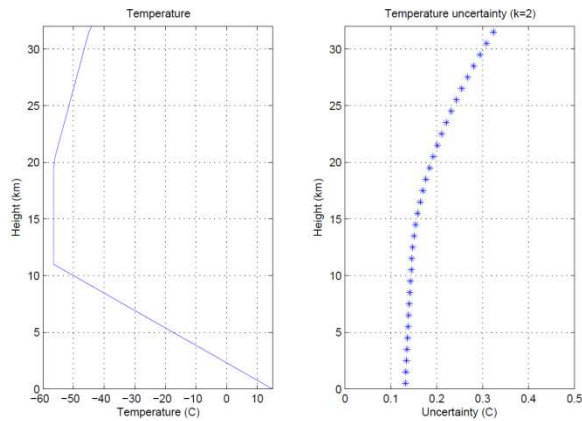 Temperature
Height (km)
30
25
20
15
10
5
0
−60 −50 −40 −30 −20 −10 0 10
Temperature (C)
Temperature uncertainty (k=2)
Height (km)
30
25
20
15
10
5
0
0 0.1 0.2 0.3 0.4 0.5
Uncertainty (C)